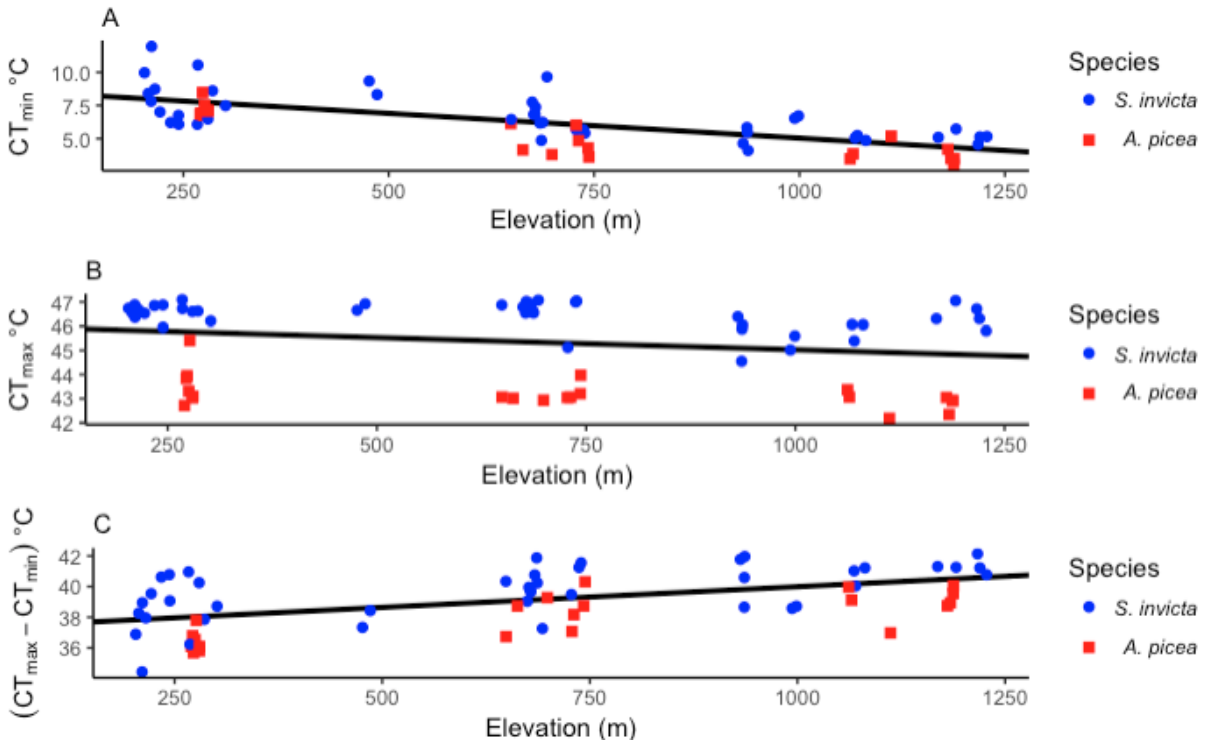 A
CTmin °C
10.0
7.5
5.0
250
500
750
1000
1250
Elevation (m)
Species
S. invicta
A. picea
B
CTmax °C
47
46
45
44
43
42
250
500
750
1000
1250
Elevation (m)
Species
S. invicta
A. picea
C
(CTmax – CTmin) °C
42
40
38
36
250
500
750
1000
1250
Elevation (m)
Species
S. invicta
A. picea